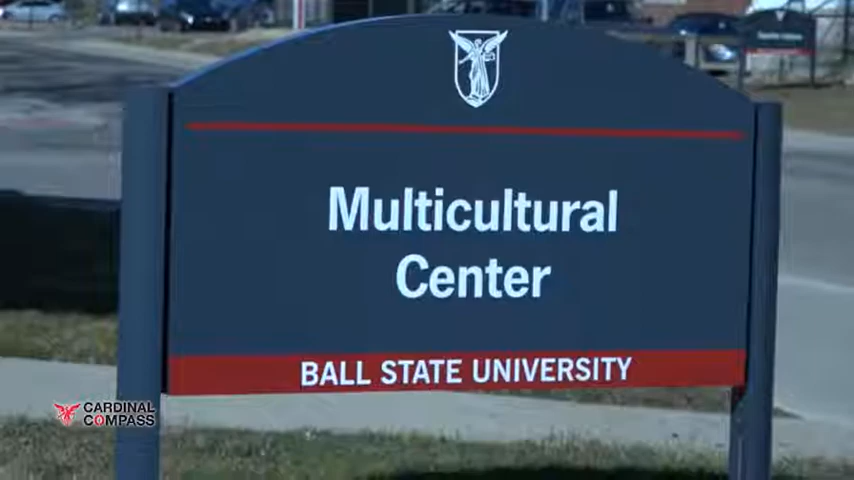 Multicultural
Center
BALL STATE UNIVERSITY
CARDINAL
COMPASS